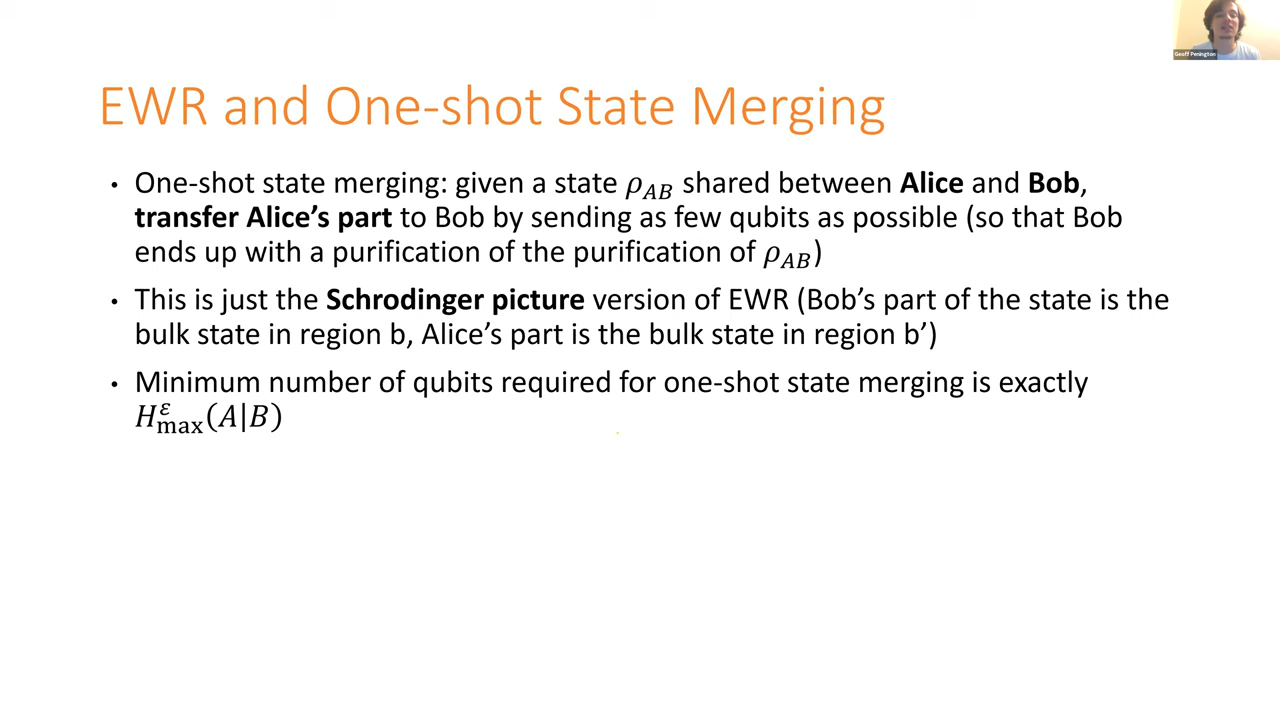 Geoff Penington
EWR and One-shot State Merging
• One-shot state merging: given a state ρ_AB shared between Alice and Bob,
transfer Alice’s part to Bob by sending as few qubits as possible (so that Bob
ends up with a purification of the purification of ρ_AB)
• This is just the Schrodinger picture version of EWR (Bob’s part of the state is the
bulk state in region b, Alice’s part is the bulk state in region b’)
• Minimum number of qubits required for one-shot state merging is exactly
H^ε_max(A|B)